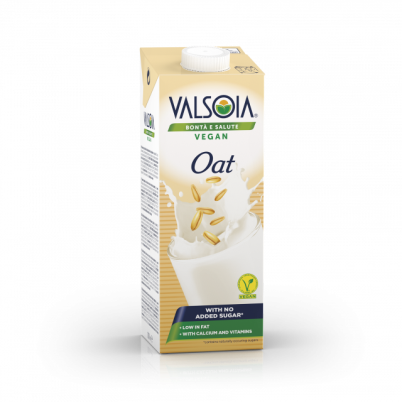 VALSOIA®
BONTÀ E SALUTE
VEGAN
Oat
VEGAN
WITH NO
ADDED SUGAR*
• LOW IN FAT
• WITH CALCIUM AND VITAMINS